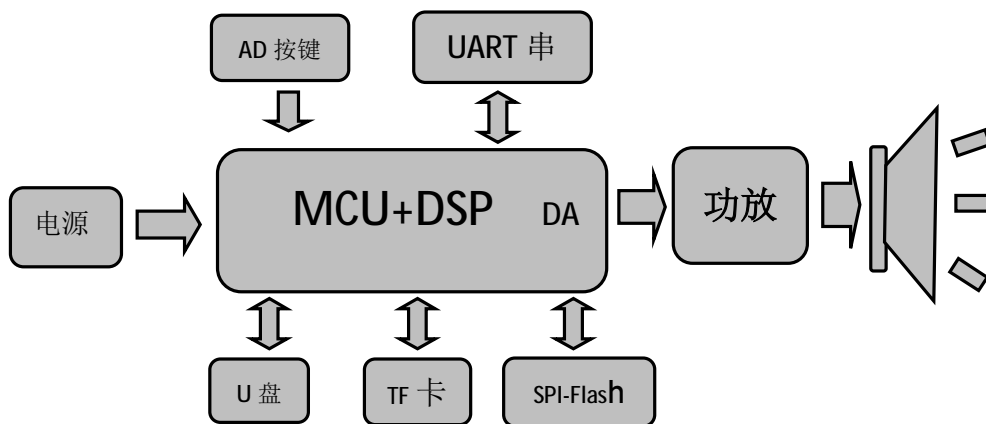 AD 按键
UART 串
电源
MCU+DSP DA
功放
U 盘
TF 卡
SPI-Flash